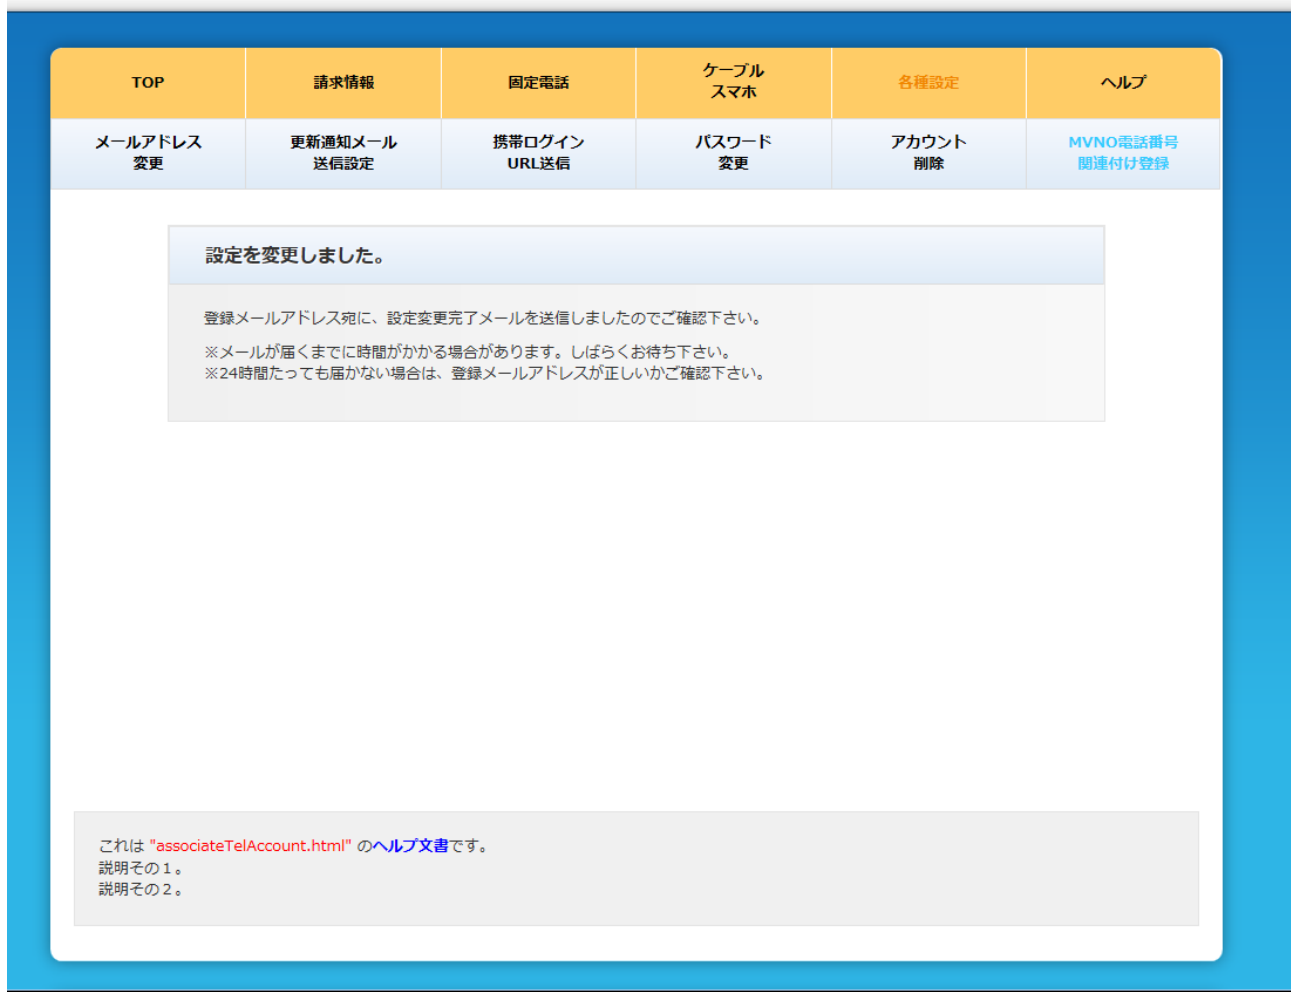 TOP
請求情報
固定電話
ケーブル
スマホ
各種設定
ヘルプ
メールアドレス
変更
更新通知メール
送信設定
携帯ログイン
URL送信
パスワード
変更
アカウント
削除
MVNO電話番号
関連付け登録
設定を変更しました。
登録メールアドレス宛に、設定変更完了メールを送信しましたのでご確認下さい。
※メールが届くまでに時間がかかる場合があります。しばらくお待ち下さい。
※24時間たっても届かない場合は、登録メールアドレスが正しいかご確認下さい。
これは "associateTelAccount.html" のヘルプ文書です。
説明その１。
説明その２。